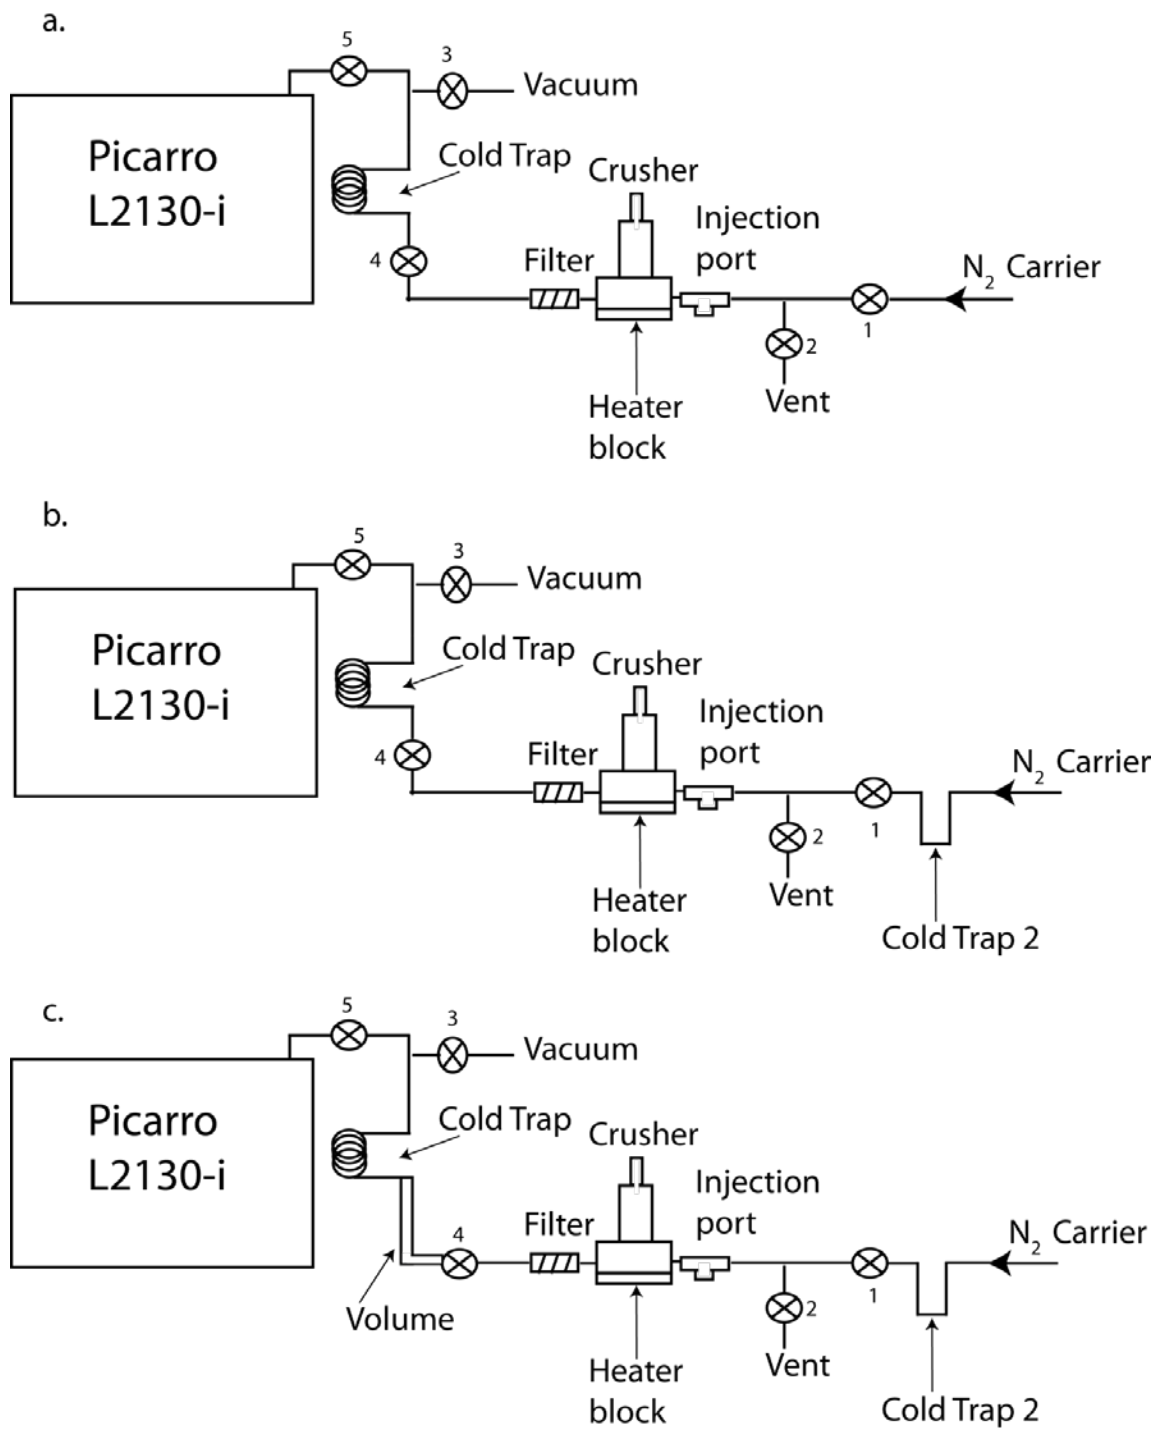 a.
5
3
Vacuum
Picarro
L2130-i
Cold Trap
Crusher
Injection
port
4
Filter
N2 Carrier
1
2
Vent
Heater
block
b.
5
3
Vacuum
Picarro
L2130-i
Cold Trap
Crusher
Injection
port
4
Filter
N2 Carrier
1
2
Vent
Heater
block
Cold Trap 2
c.
5
3
Vacuum
Picarro
L2130-i
Cold Trap
Crusher
Injection
port
4
Filter
N2 Carrier
1
2
Volume
Vent
Heater
block
Cold Trap 2